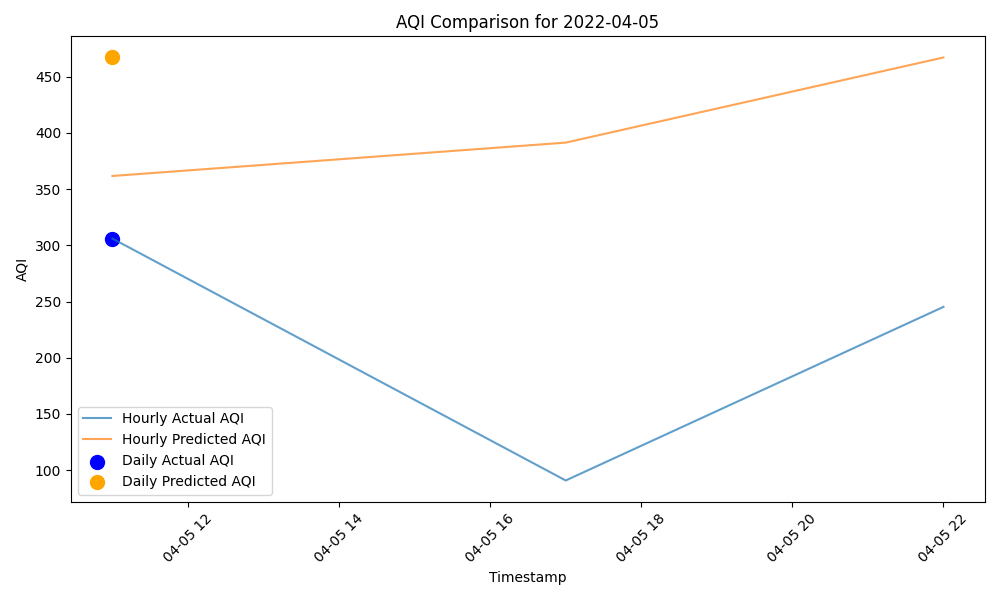 AQI Comparison for 2022-04-05
AQI
450
400
350
300
250
200
150
100
Hourly Actual AQI
Hourly Predicted AQI
Daily Actual AQI
Daily Predicted AQI
04-05 12
04-05 14
04-05 16
04-05 18
04-05 20
04-05 22
Timestamp